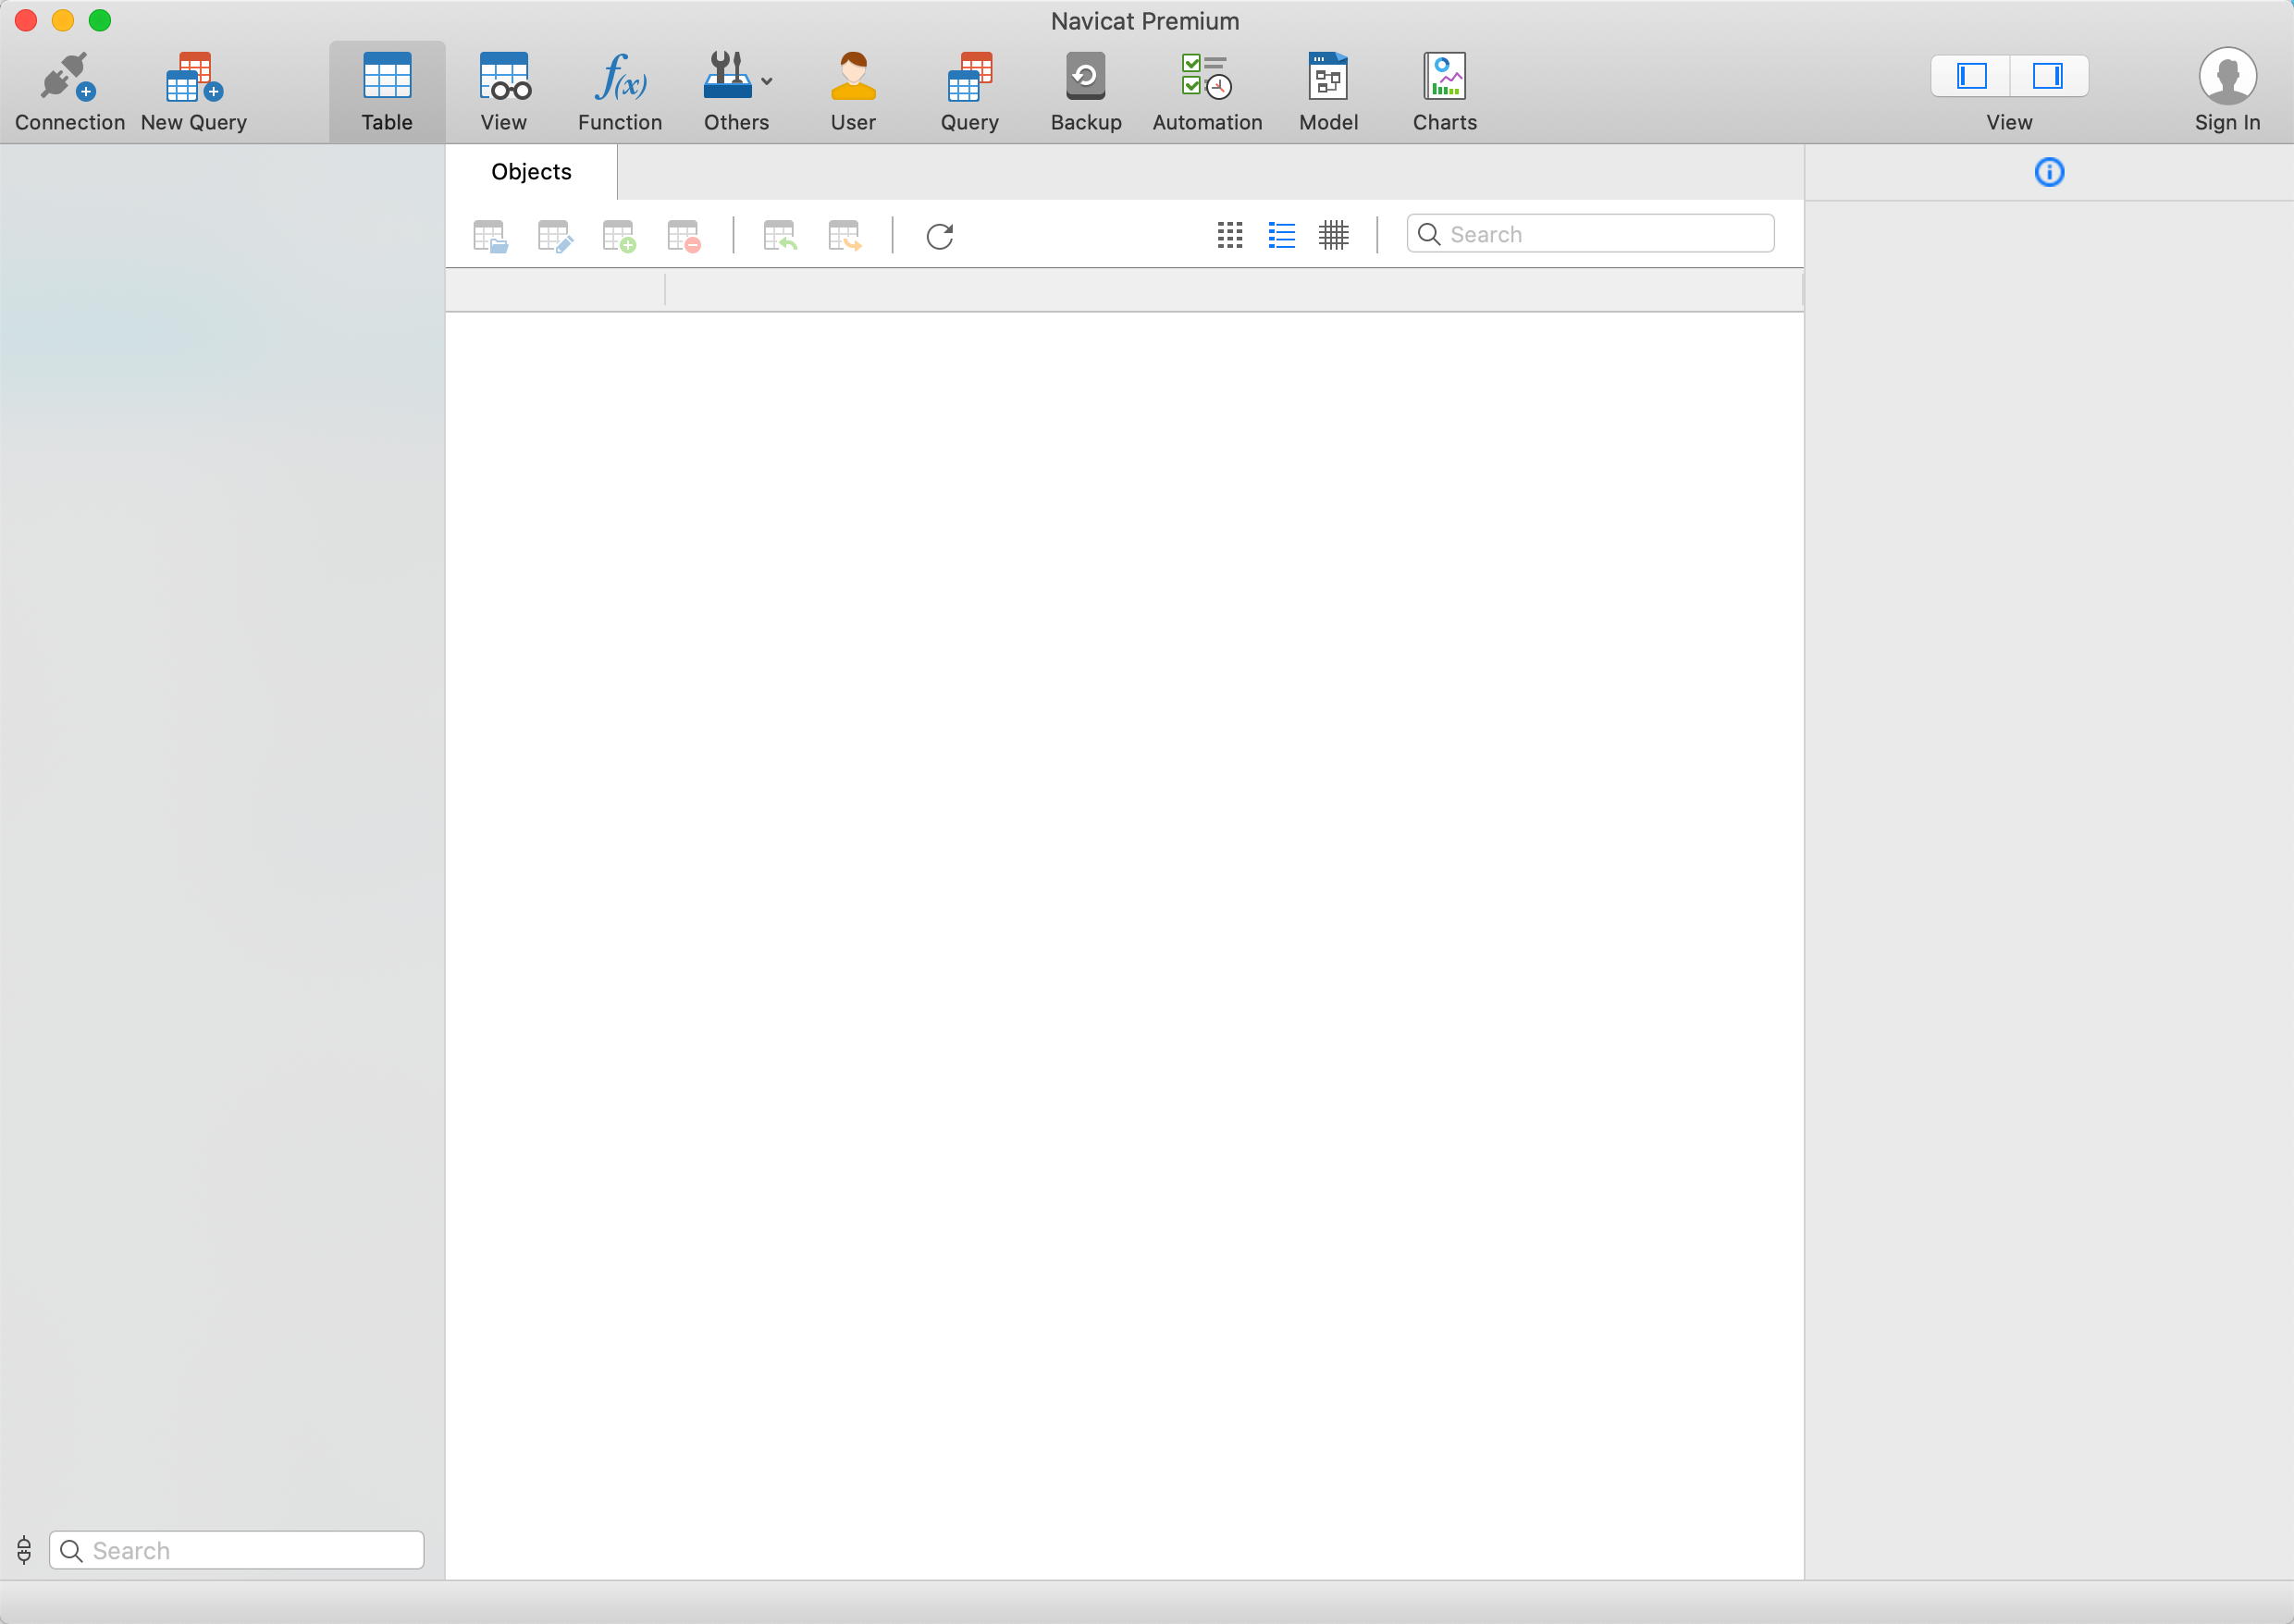 Navicat Premium
Connection New Query Table View Function Others User Query Backup Automation Model Charts View Sign In
Objects
Search
Search